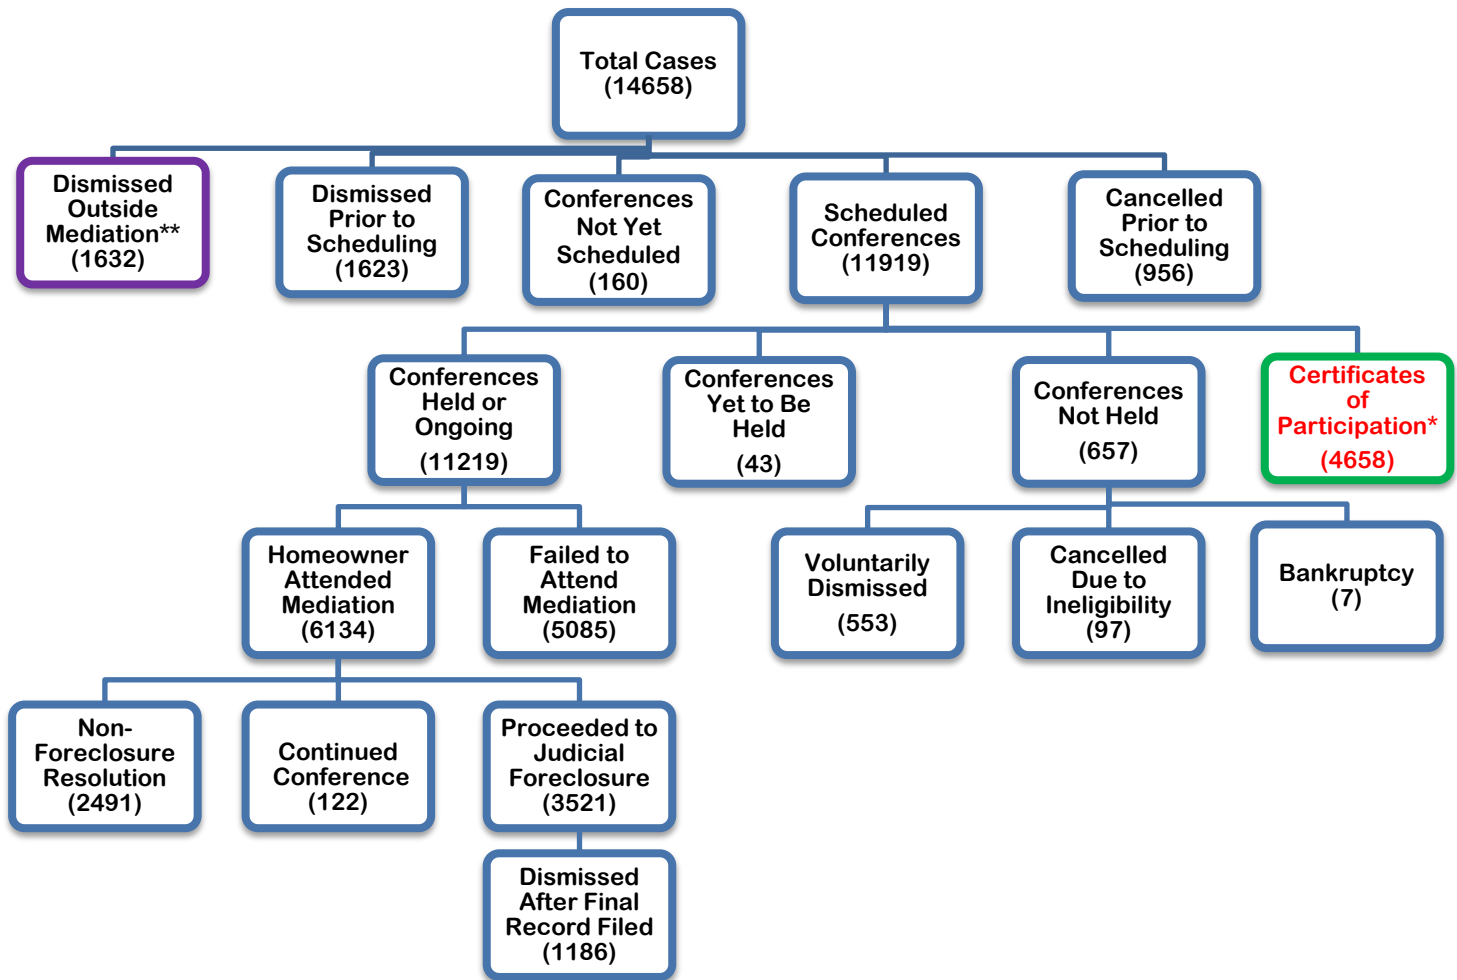 Total Cases
(14658)
Dismissed
Outside
Mediation**
(1632)
Dismissed
Prior to
Scheduling
(1623)
Conferences
Not Yet
Scheduled
(160)
Scheduled
Conferences
(11919)
Cancelled
Prior to
Scheduling
(956)
Conferences
Held or
Ongoing
(11219)
Conferences
Yet to Be
Held
(43)
Conferences
Not Held
(657)
Certificates
of
Participation*
(4658)
Homeowner
Attended
Mediation
(6134)
Failed to
Attend
Mediation
(5085)
Voluntarily
Dismissed
(553)
Cancelled
Due to
Ineligibility
(97)
Bankruptcy
(7)
Non-
Foreclosure
Resolution
(2491)
Continued
Conference
(122)
Proceeded to
Judicial
Foreclosure
(3521)
Dismissed
After Final
Record Filed
(1186)